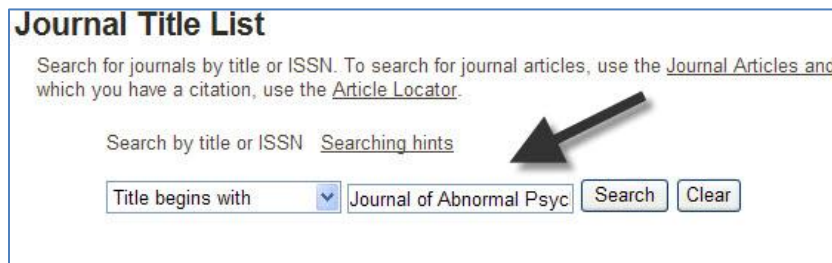 Journal Title List
Search for journals by title or ISSN. To search for journal articles, use the Journal Articles and
which you have a citation, use the Article Locator.
Search by title or ISSN Searching hints
Title begins with Journal of Abnormal Psyc Search Clear